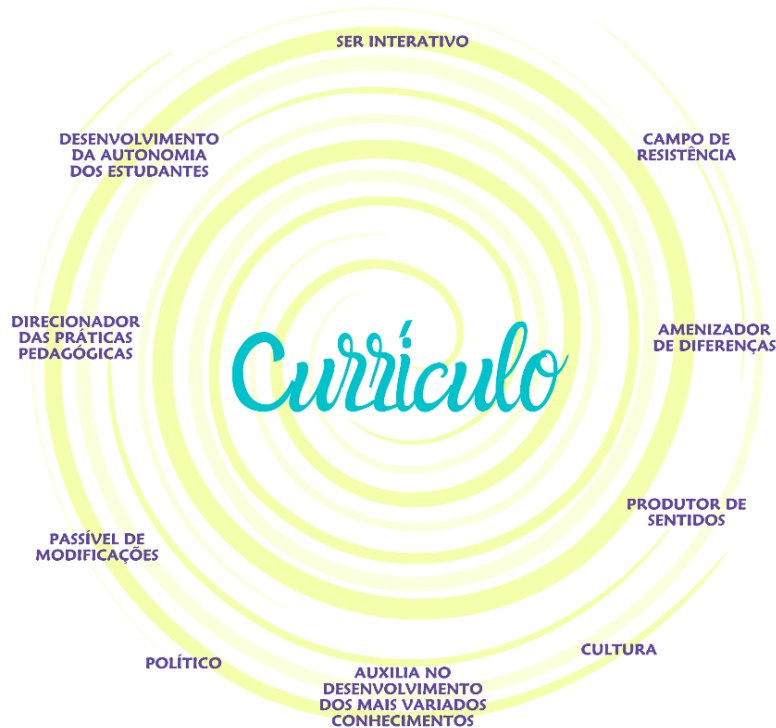 SER INTERATIVO
DESENVOLVIMENTO
DA AUTONOMIA
DOS ESTUDANTES
CAMPO DE
RESISTÊNCIA
DIRECIONADOR
DAS PRÁTICAS
PEDAGÓGICAS
Currículo
AMENIZADOR
DE DIFERENÇAS
PASSÍVEL DE
MODIFICAÇÕES
PRODUTOR DE
SENTIDOS
POLÍTICO
AUXILIA NO
DESENVOLVIMENTO
DOS MAIS VARIADOS
CONHECIMENTOS
CULTURA